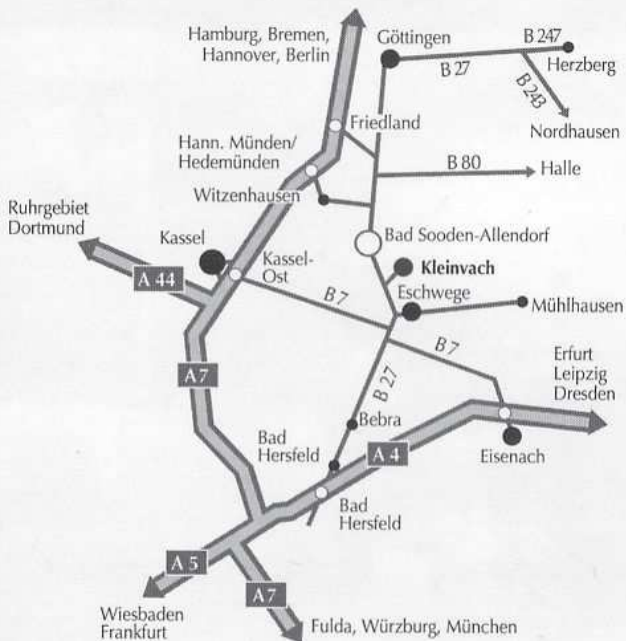 Hamburg, Bremen,
Hannover, Berlin
Göttingen
B 247
B 27
Herzberg
B 243
Nordhausen
Friedland
Hann. Münden/
Hedemünden
B 80
Halle
Witzenhausen
Ruhrgebiet
Dortmund
Kassel
Bad Sooden-Allendorf
Kassel-
Ost
Kleinvach
A 44
Eschwege
B 7
Mühlhausen
B 7
Erfurt
Leipzig
Dresden
A 7
B 27
Bebra
Bad
Hersfeld
A 4
Eisenach
Bad
Hersfeld
A 5
A 7
Wiesbaden
Frankfurt
Fulda, Würzburg, München